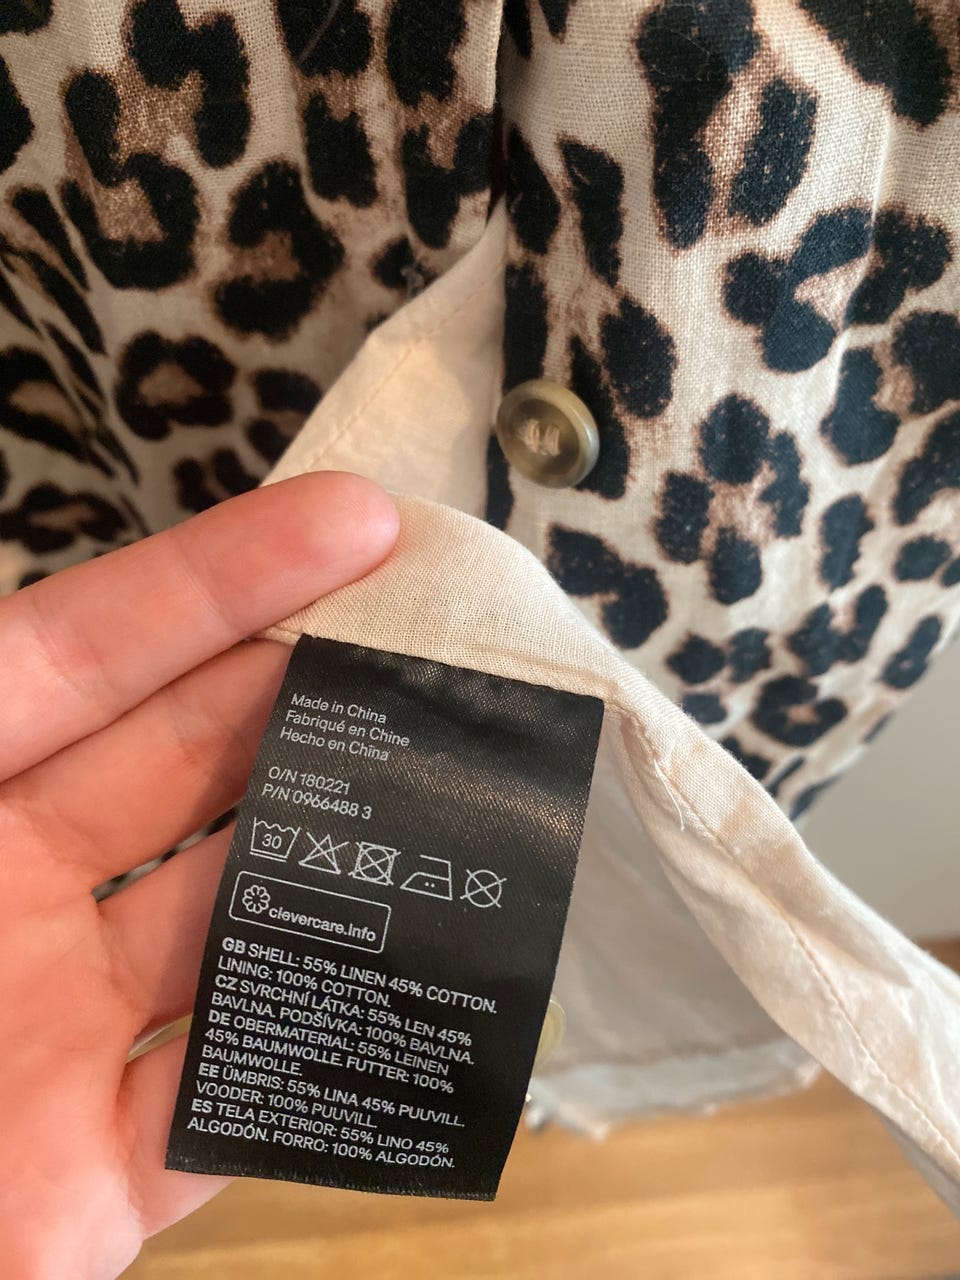 Made in China
Fabriqué en Chine
Hecho en China
O/N 180221
P/N 0966488 3
30
clevercare.info
GB SHELL: 55% LINEN 45% COTTON.
LINING: 100% COTTON.
CZ SVRCHNÍ LÁTKA: 55% LEN 45%
BAVLNA. PODŠÍVKA: 100% BAVLNA.
DE OBERMATERIAL: 55% LEINEN
45% BAUMWOLLE. FUTTER: 100%
BAUMWOLLE.
EE ÜMBRIS: 55% LINA 45% PUUVILL.
VOODER: 100% PUUVILL.
ES TELA EXTERIOR: 55% LINO 45%
ALGODÓN. FORRO: 100% ALGODÓN.